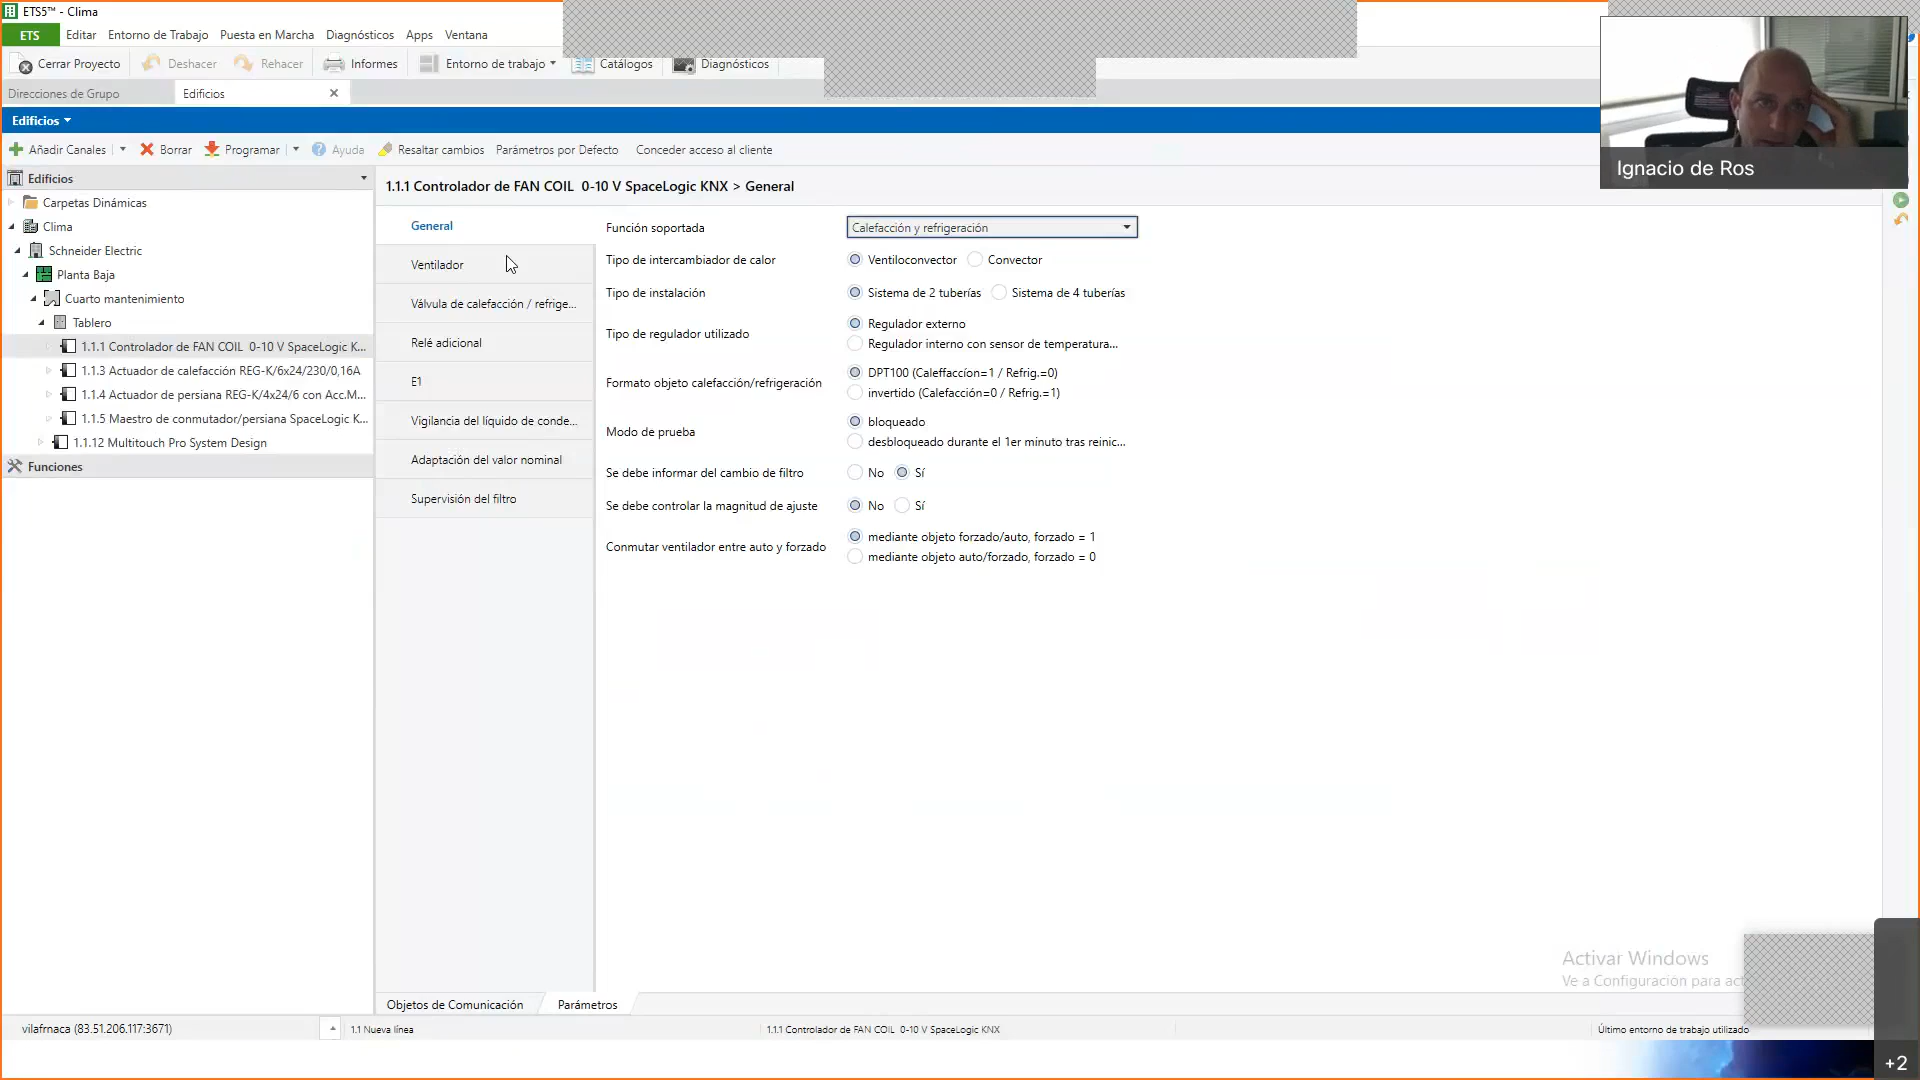 ETS5™ - Clima
ETS Editar Entorno de Trabajo Puesta en Marcha Diagnósticos Apps Ventana
Cerrar Proyecto Deshacer Rehacer Informes Entorno de trabajo Catálogos Diagnósticos
Direcciones de Grupo Edificios
Edificios
Añadir Canales Borrar Programar Ayuda Resaltar cambios Parámetros por Defecto Conceder acceso al cliente
Ignacio de Ros
Edificios
Carpetas Dinámicas
Clima
Schneider Electric
Planta Baja
Cuarto mantenimiento
Tablero
1.1.1 Controlador de FAN COIL 0-10 V SpaceLogic K...
1.1.3 Actuador de calefacción REG-K/6x24/230/0,16A
1.1.4 Actuador de persiana REG-K/4x24/6 con Acc.M...
1.1.5 Maestro de conmutador/persiana SpaceLogic K...
1.1.12 Multitouch Pro System Design
Funciones
1.1.1 Controlador de FAN COIL 0-10 V SpaceLogic KNX > General
General
Ventilador
Válvula de calefacción / refrige...
Relé adicional
E1
Vigilancia del líquido de conde...
Adaptación del valor nominal
Supervisión del filtro
Función soportada Calefacción y refrigeración
Tipo de intercambiador de calor Ventiloconvector Convector
Tipo de instalación Sistema de 2 tuberías Sistema de 4 tuberías
Tipo de regulador utilizado Regulador externo
Regulador interno con sensor de temperatura...
Formato objeto calefacción/refrigeración DPT100 (Caleffaccíon=1 / Refrig.=0)
invertido (Calefacción=0 / Refrig.=1)
Modo de prueba bloqueado
desbloqueado durante el 1er minuto tras reinic...
Se debe informar del cambio de filtro No Sí
Se debe controlar la magnitud de ajuste No Sí
Conmutar ventilador entre auto y forzado mediante objeto forzado/auto, forzado = 1
mediante objeto auto/forzado, forzado = 0
Activar Windows
Ve a Configuración para act
Objetos de Comunicación Parámetros
vilafrnaca (83.51.206.117:3671) 1.1 Nueva línea 1.1.1 Controlador de FAN COIL 0-10 V SpaceLogic KNX Último entorno de trabajo utilizado
+2